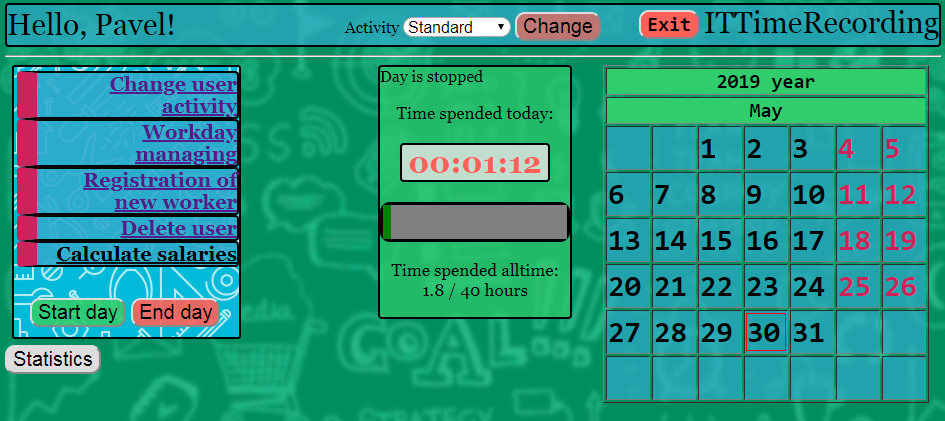 Hello, Pavel!
Activity Standard Change Exit ITTimeRecording
Change user
activity
Workday
managing
Registration of
new worker
Delete user
Calculate salaries
Start day End day
Statistics
Day is stopped
Time spended today:
00:01:12
Time spended alltime:
1.8 / 40 hours
2019 year
May
1 2 3 4 5
6 7 8 9 10 11 12
13 14 15 16 17 18 19
20 21 22 23 24 25 26
27 28 29 30 31
GOAL...
STRATEGY